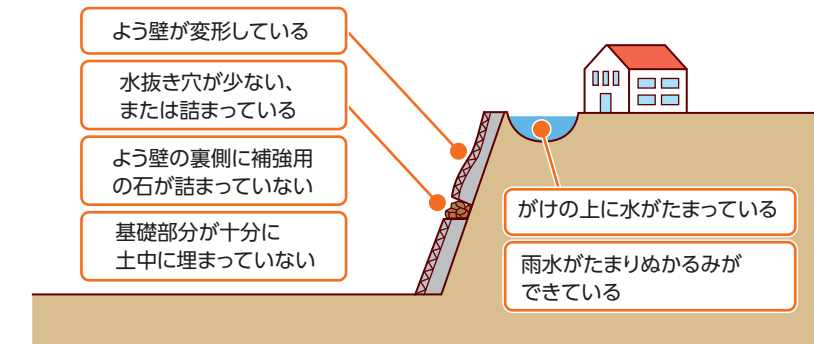 よう壁が変形している
水抜き穴が少ない、
または詰まっている
よう壁の裏側に補強用
の石が詰まっていない
基礎部分が十分に
土中に埋まっていない
がけの上に水がたまっている
雨水がたまりぬかるみが
できている